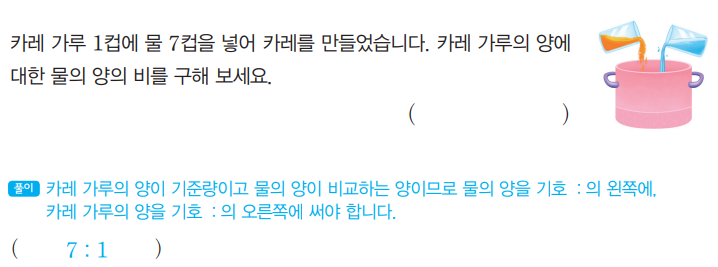 카레 가루 1컵에 물 7컵을 넣어 카레를 만들었습니다. 카레 가루의 양에
대한 물의 양의 비를 구해 보세요.
(                    )
풀이 카레 가루의 양이 기준량이고 물의 양이 비교하는 양이므로 물의 양을 기호 : 의 왼쪽에,
카레 가루의 양을 기호 : 의 오른쪽에 써야 합니다.
( 7 : 1 )